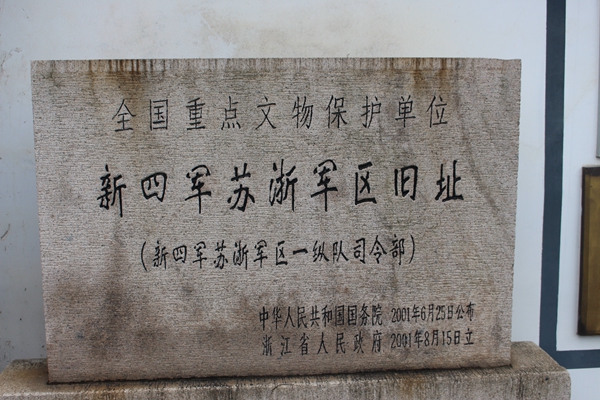 全国重点文物保护单位
新四军苏浙军区旧址
（新四军苏浙军区一纵队司令部）
中华人民共和国国务院 2001年6月25日公布
浙江省人民政府 2001年8月15日立